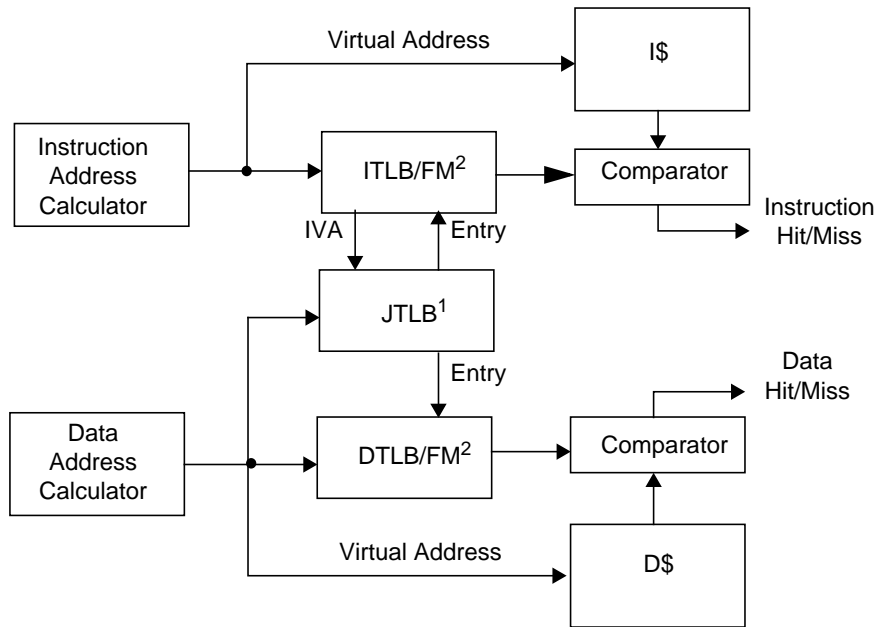 Virtual Address
I$
Instruction
Address
Calculator
ITLB/FM²
Comparator
Instruction
Hit/Miss
IVA
Entry
JTLB¹
Entry
Data
Hit/Miss
Data
Address
Calculator
DTLB/FM²
Comparator
Virtual Address
D$